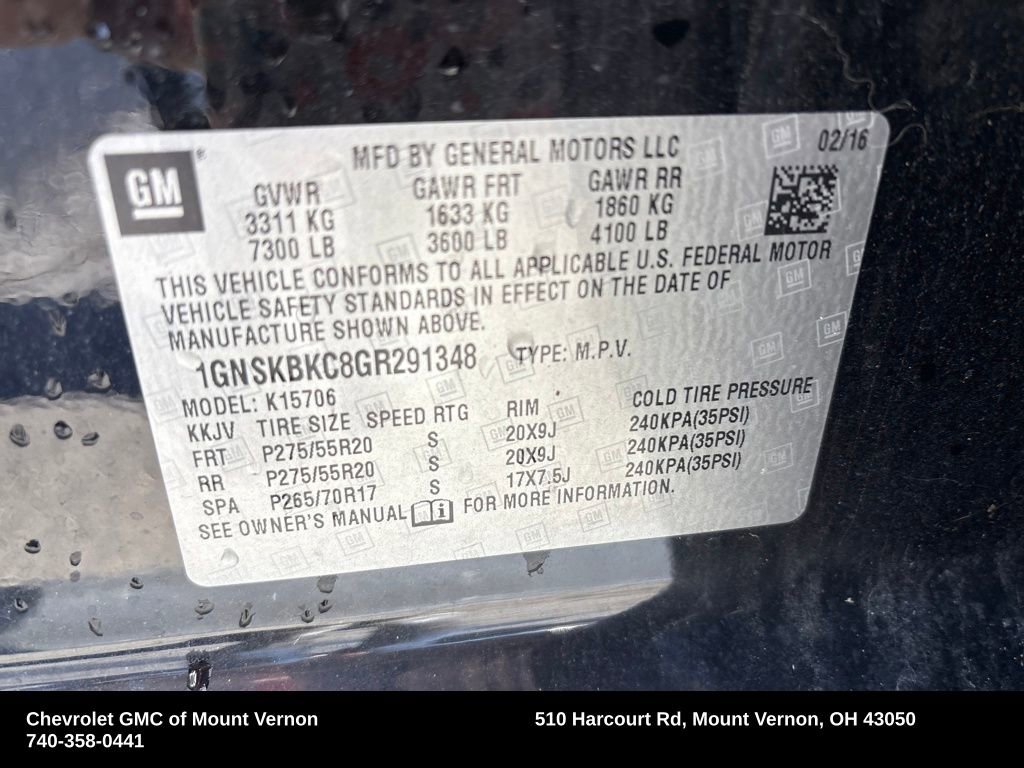 GM®
MFD BY GENERAL MOTORS LLC 02/16
GVWR GAWR FRT GAWR RR
3311 KG 1633 KG 1860 KG
7300 LB 3600 LB 4100 LB
THIS VEHICLE CONFORMS TO ALL APPLICABLE U.S. FEDERAL MOTOR
VEHICLE SAFETY STANDARDS IN EFFECT ON THE DATE OF
MANUFACTURE SHOWN ABOVE.
1GNSKBKC8GR291348 TYPE: M.P.V.
MODEL: K15706
KKJV TIRE SIZE SPEED RTG RIM COLD TIRE PRESSURE
FRT P275/55R20 S 20X9J 240KPA(35PSI)
RR P275/55R20 S 20X9J 240KPA(35PSI)
SPA P265/70R17 S 17X7.5J 240KPA(35PSI)
SEE OWNER'S MANUAL i FOR MORE INFORMATION.
Chevrolet GMC of Mount Vernon 510 Harcourt Rd, Mount Vernon, OH 43050
740-358-0441